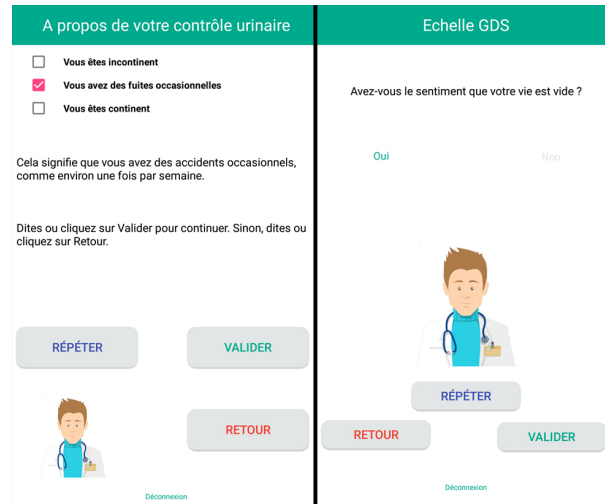 A propos de votre contrôle urinaire
Vous êtes incontinent
Vous avez des fuites occasionnelles
Vous êtes continent
Cela signifie que vous avez des accidents occasionnels,
comme environ une fois par semaine.
Dites ou cliquez sur Valider pour continuer. Sinon, dites ou
cliquez sur Retour.
RÉPÉTER
VALIDER
RETOUR
Déconnexion
Echelle GDS
Avez-vous le sentiment que votre vie est vide ?
Oui
Non
RÉPÉTER
RETOUR
VALIDER
Déconnexion